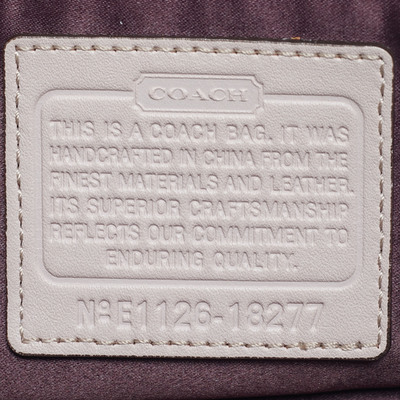 COACH
THIS IS A COACH BAG. IT WAS
HANDCRAFTED IN CHINA FROM THE
FINEST MATERIALS AND LEATHER.
ITS SUPERIOR CRAFTSMANSHIP
REFLECTS OUR COMMITMENT TO
ENDURING QUALITY.
Nº E1126-18277